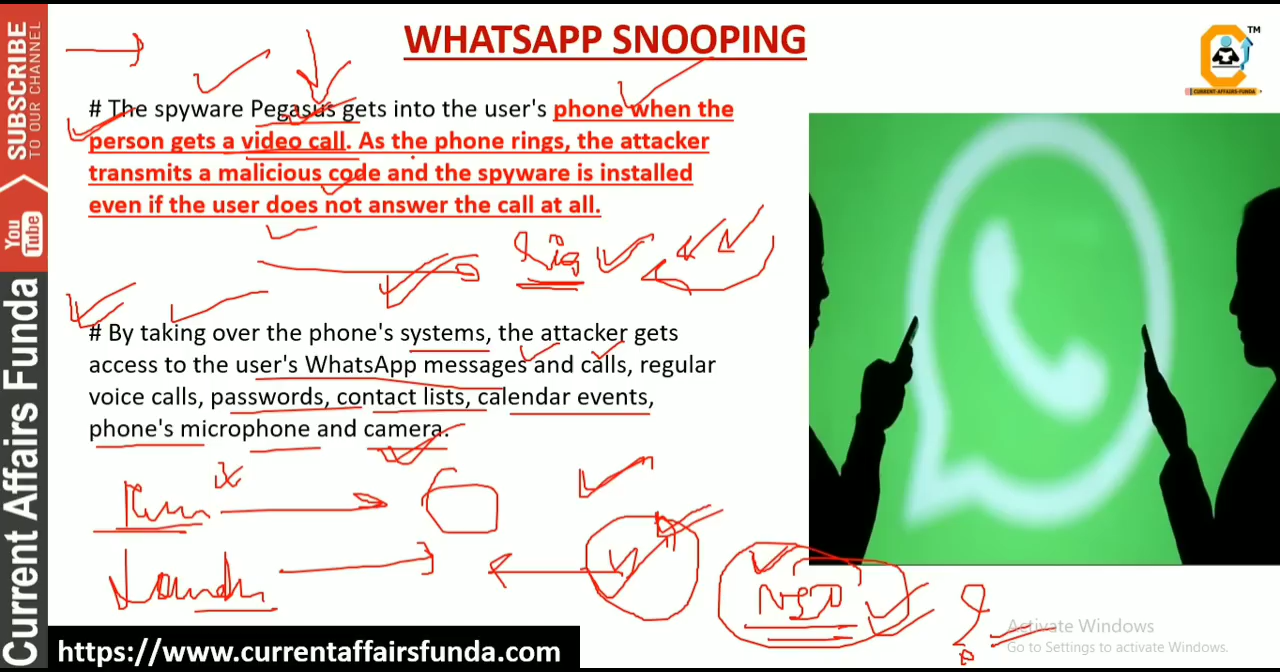 WHATSAPP SNOOPING
TM
CURRENT-AFFAIRS-FUNDA
# The spyware Pegasus gets into the user's phone when the
person gets a video call. As the phone rings, the attacker
transmits a malicious code and the spyware is installed
even if the user does not answer the call at all.
# By taking over the phone's systems, the attacker gets
access to the user's WhatsApp messages and calls, regular
voice calls, passwords, contact lists, calendar events,
phone's microphone and camera.
SUBSCRIBE
TO OUR CHANNEL
You Tube
Current Affairs Funda
https://www.currentaffairsfunda.com
Activate Windows
Go to Settings to activate Windows.